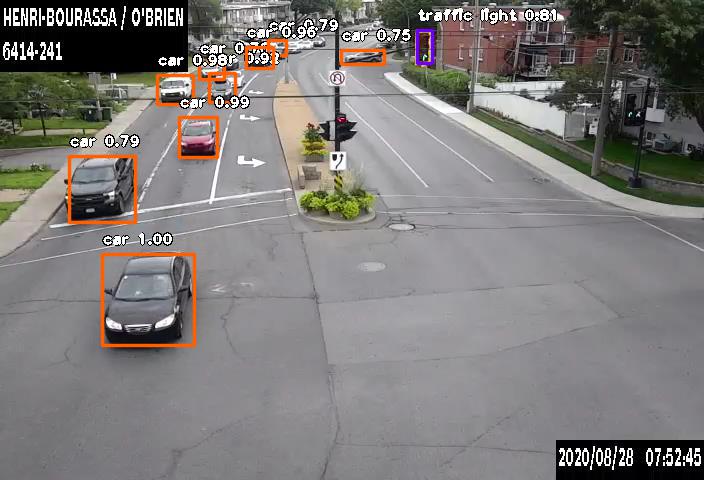 HENRI-BOURASSA / O'BRIEN
6414-241
car 0.79
car 0.96
car 0.75
traffic light 0.81
car 0.98
car 0.99
car 0.79
car 1.00
2020/08/28 07:52:45